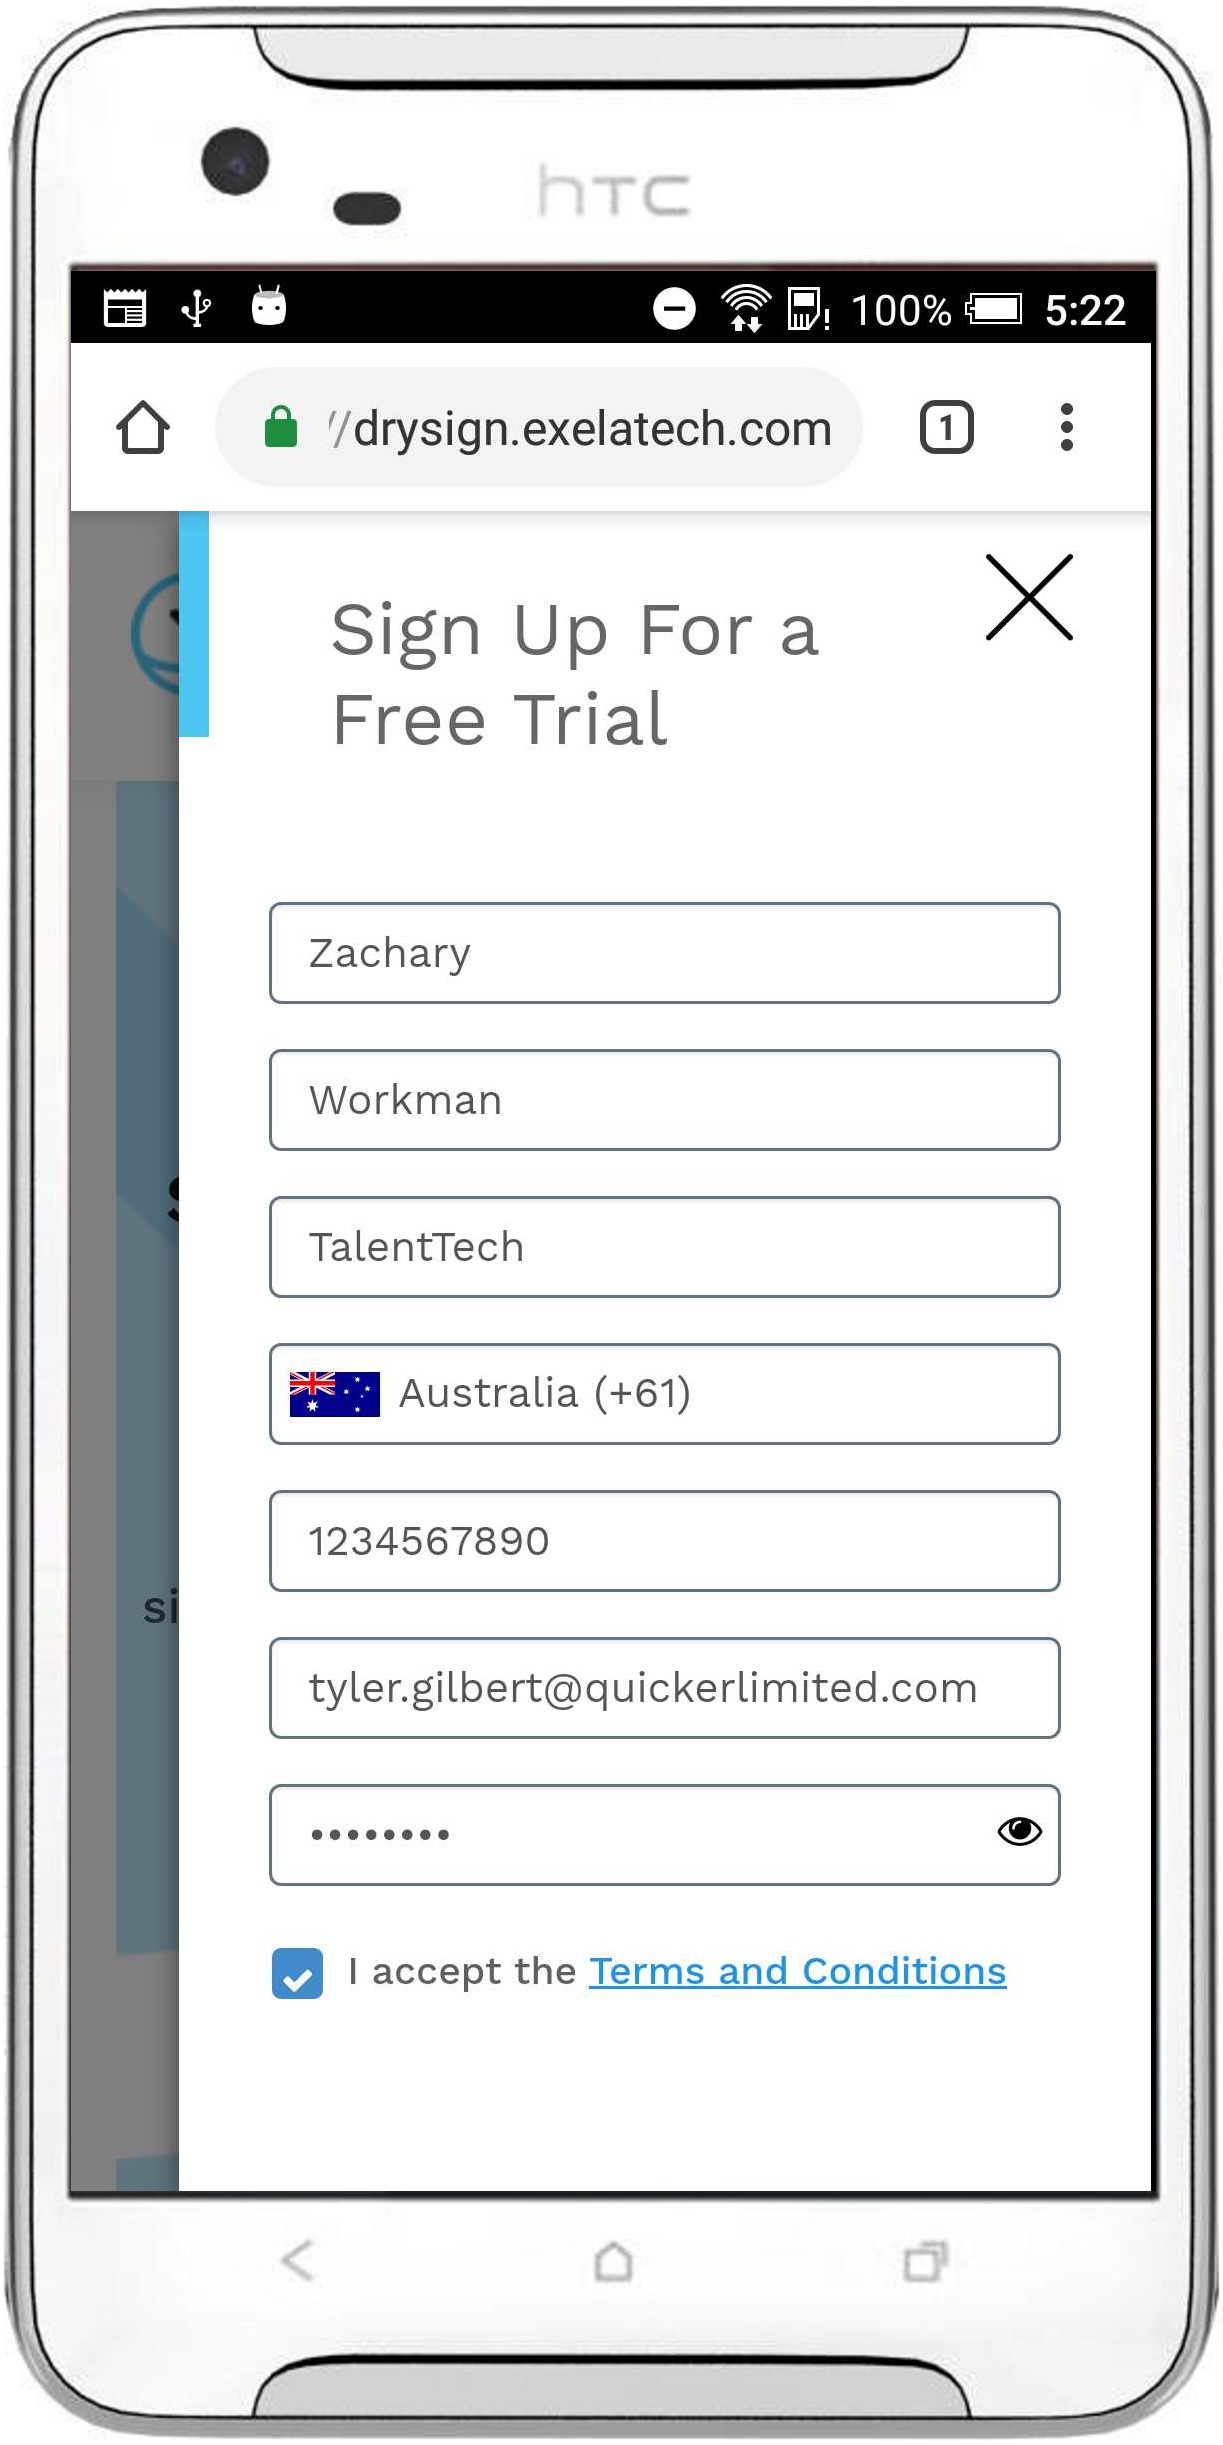 hTC
100% 5:22
//drysign.exelatech.com 1
Sign Up For a
Free Trial
Zachary
Workman
TalentTech
Australia (+61)
1234567890
si
tyler.gilbert@quickerlimited.com
••••••••
I accept the Terms and Conditions